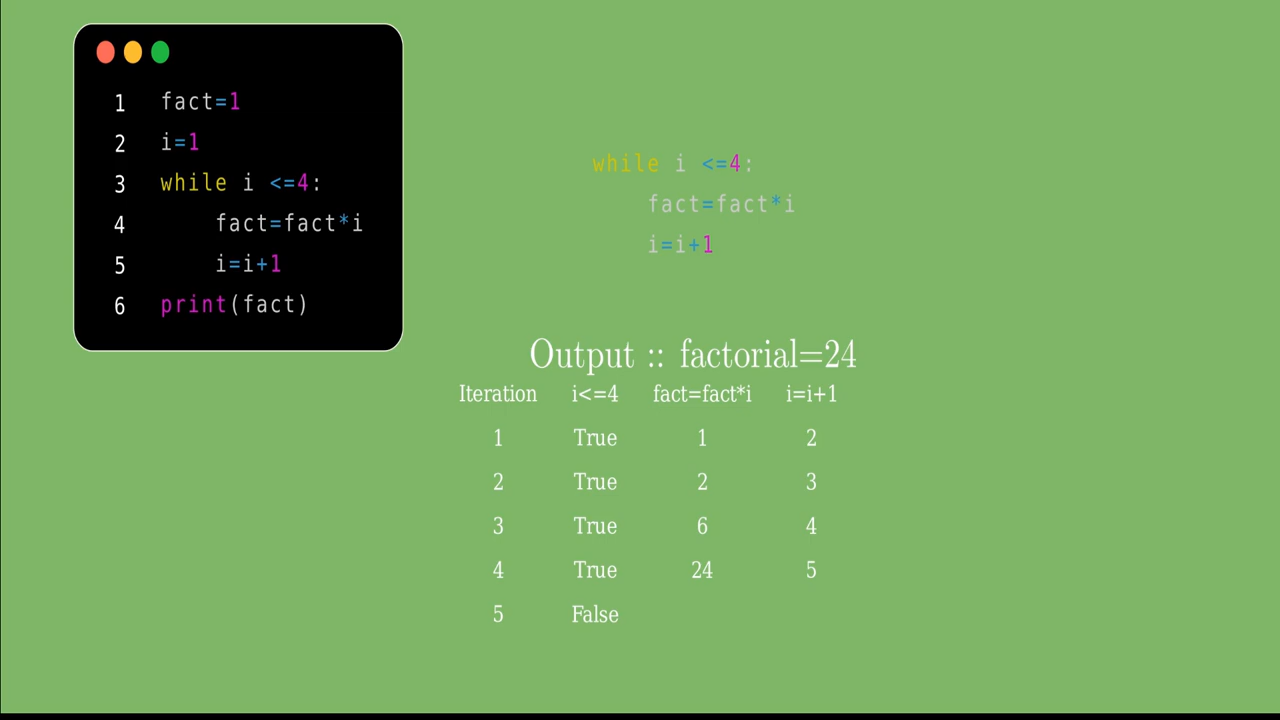 1 fact=1
2 i=1
3 while i <=4:
4 fact=fact*i
5 i=i+1
6 print(fact)
while i <=4:
fact=fact*i
i=i+1
Output :: factorial=24
Iteration i<=4 fact=fact*i i=i+1
1 True 1 2
2 True 2 3
3 True 6 4
4 True 24 5
5 False